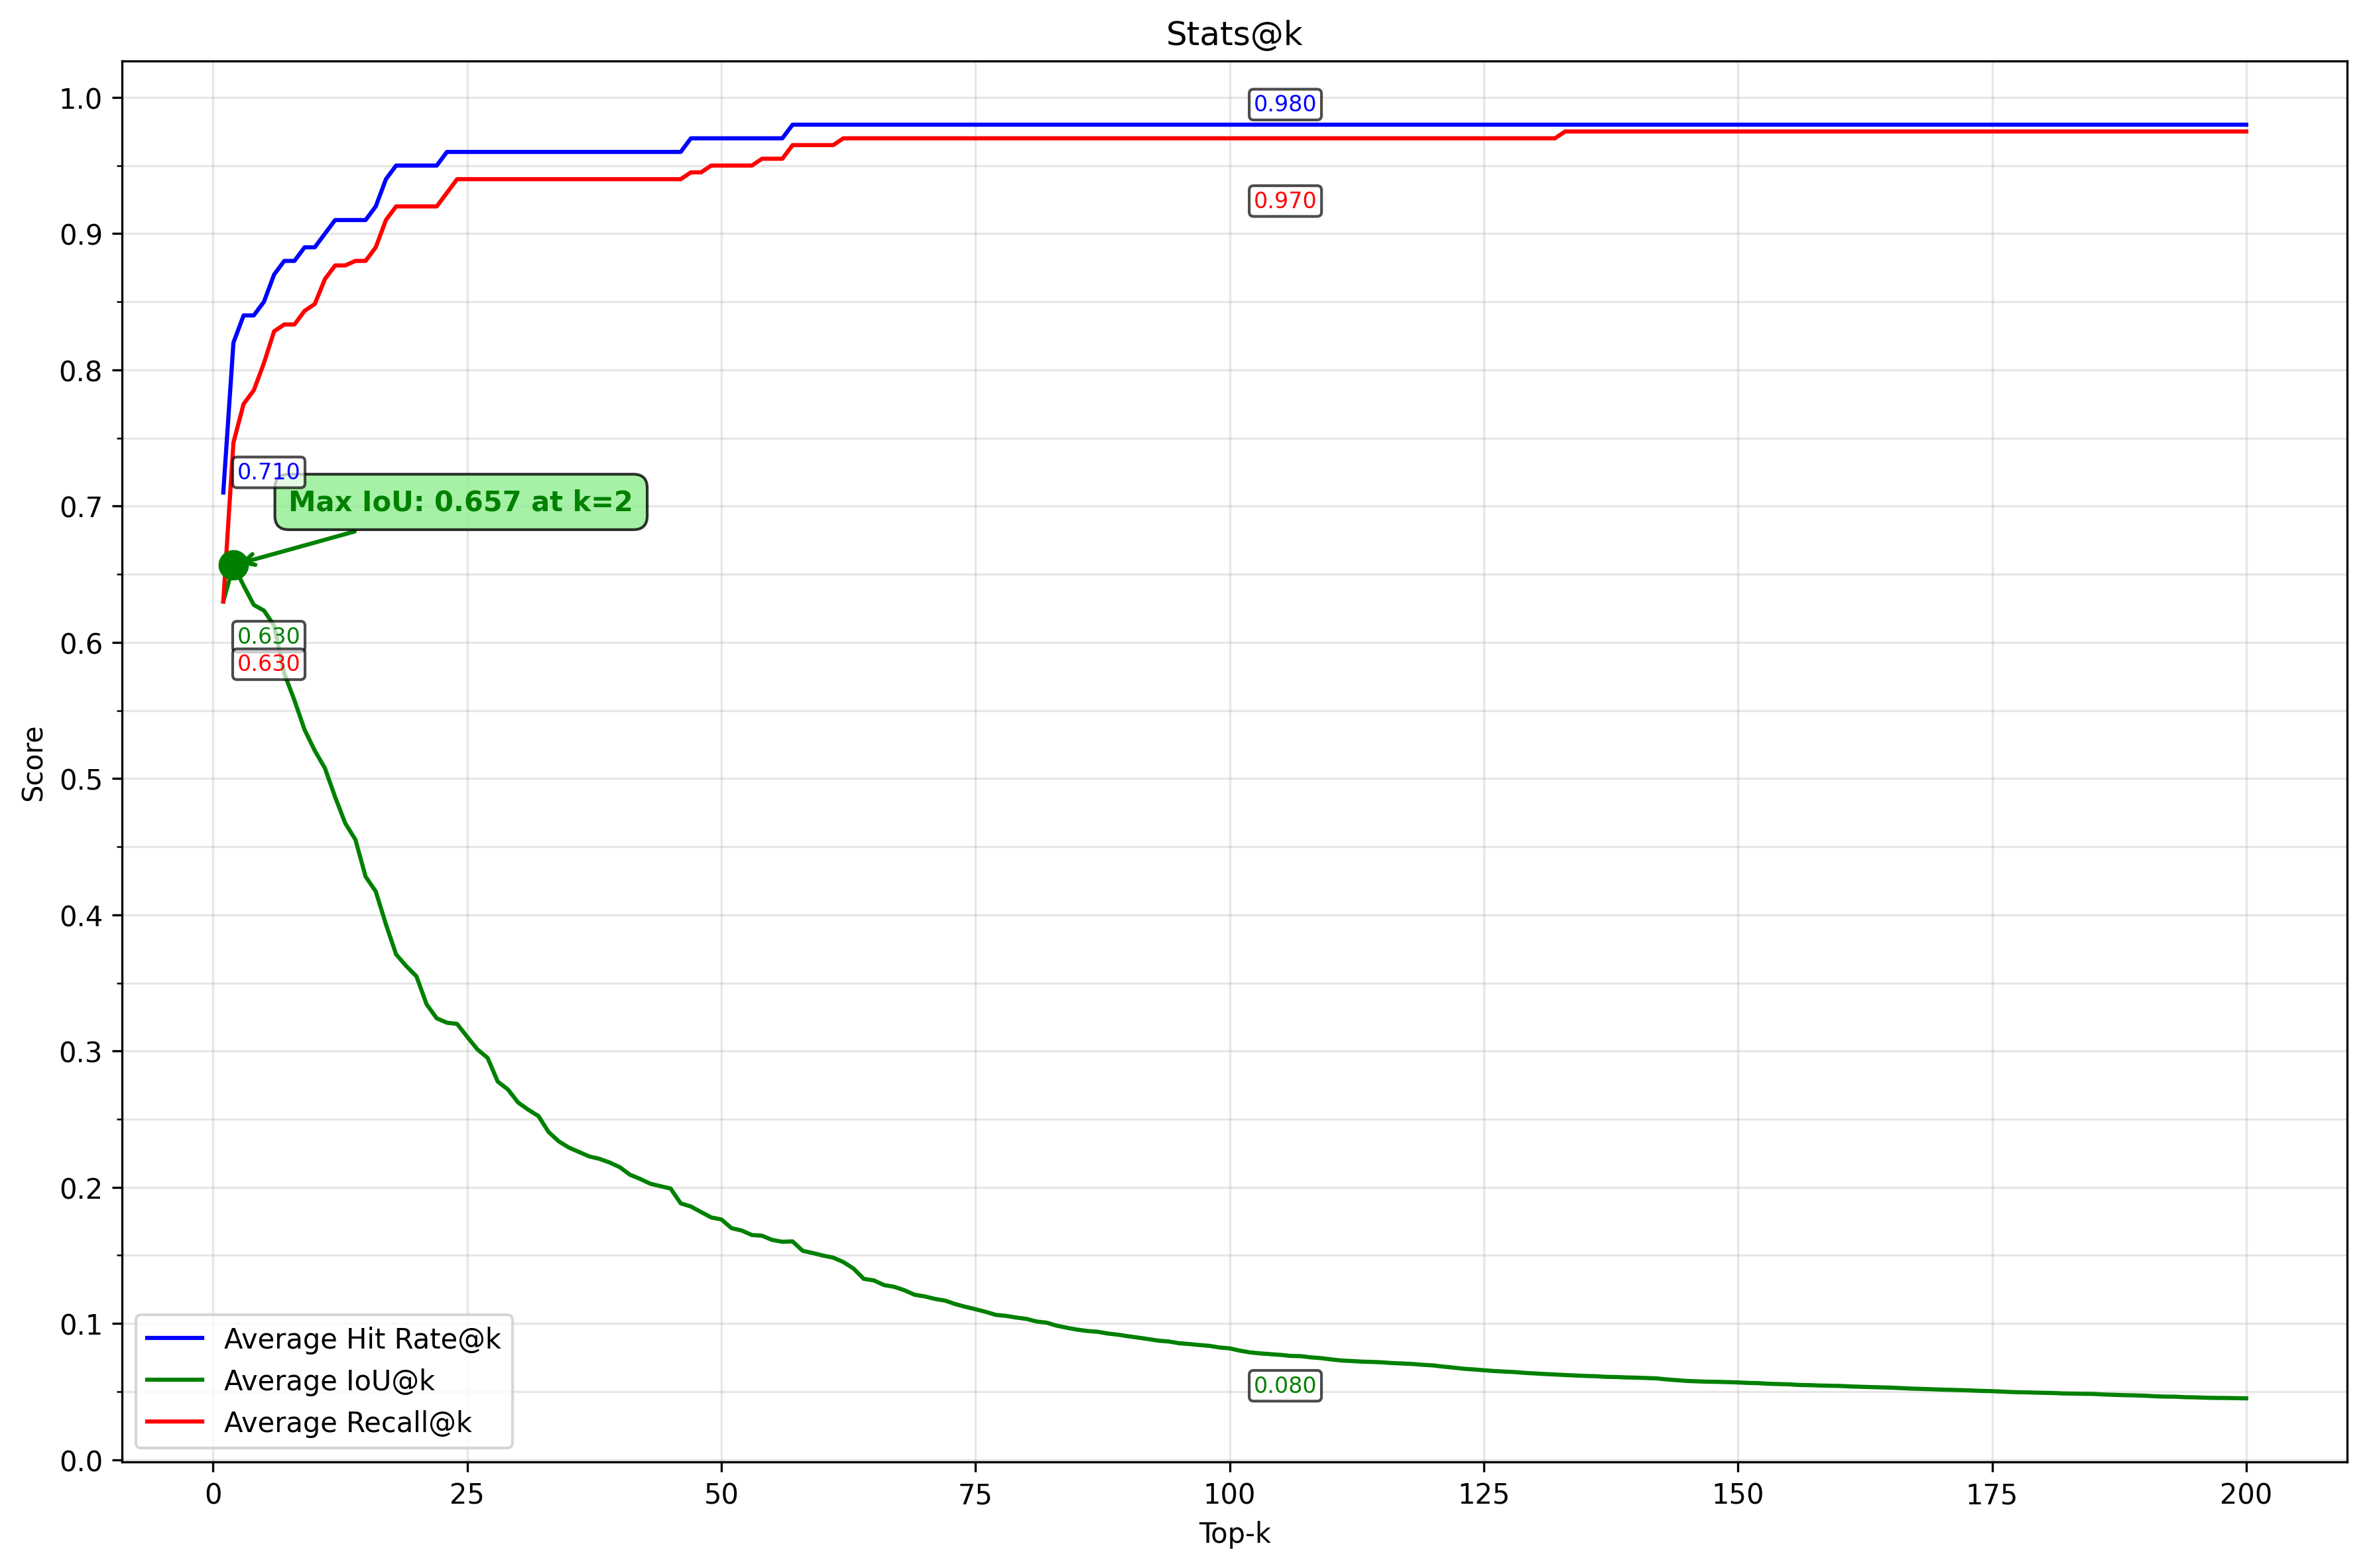 Stats@k
1.0
0.9
0.8
0.7
0.6
0.5
0.4
0.3
0.2
0.1
0.0
Score
0.980
0.970
0.710
Max IoU: 0.657 at k=2
0.630
0.630
0.080
Average Hit Rate@k
Average IoU@k
Average Recall@k
0 25 50 75 100 125 150 175 200
Top-k